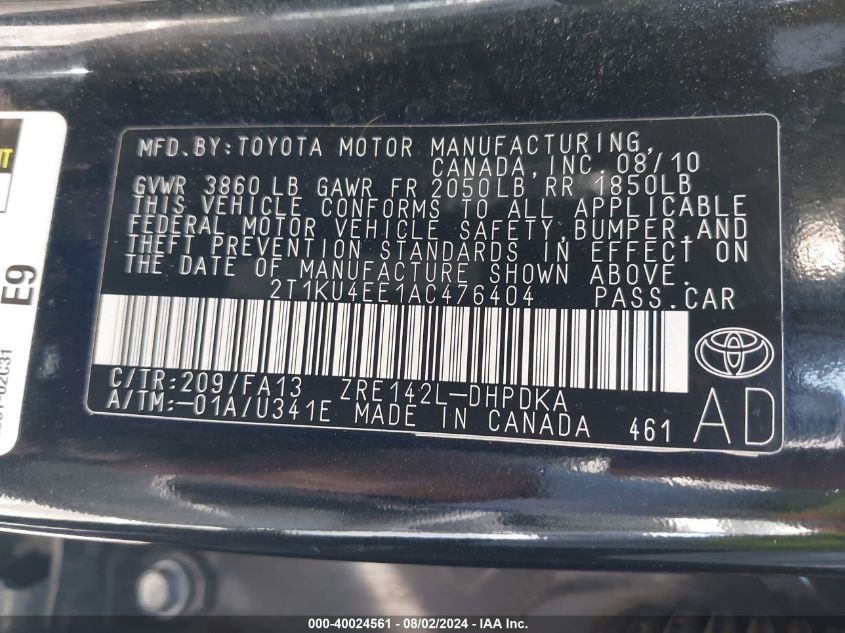 MFD. BY: TOYOTA MOTOR MANUFACTURING,
CANADA, INC. 08/10
GVWR 3860 LB GAWR FR 2050LB RR 1850LB
THIS VEHICLE CONFORMS TO ALL APPLICABLE
FEDERAL MOTOR VEHICLE SAFETY, BUMPER, AND
THEFT PREVENTION STANDARDS IN EFFECT ON
THE DATE OF MANUFACTURE SHOWN ABOVE.
2T1KU4EE1AC476404 PASS.CAR
C/TR:209/FA13 ZRE142L-DHPDKA
A/TM:-01A/U341E MADE IN CANADA 461
AD
E9
000-40024561 - 08/02/2024 - IAA Inc.